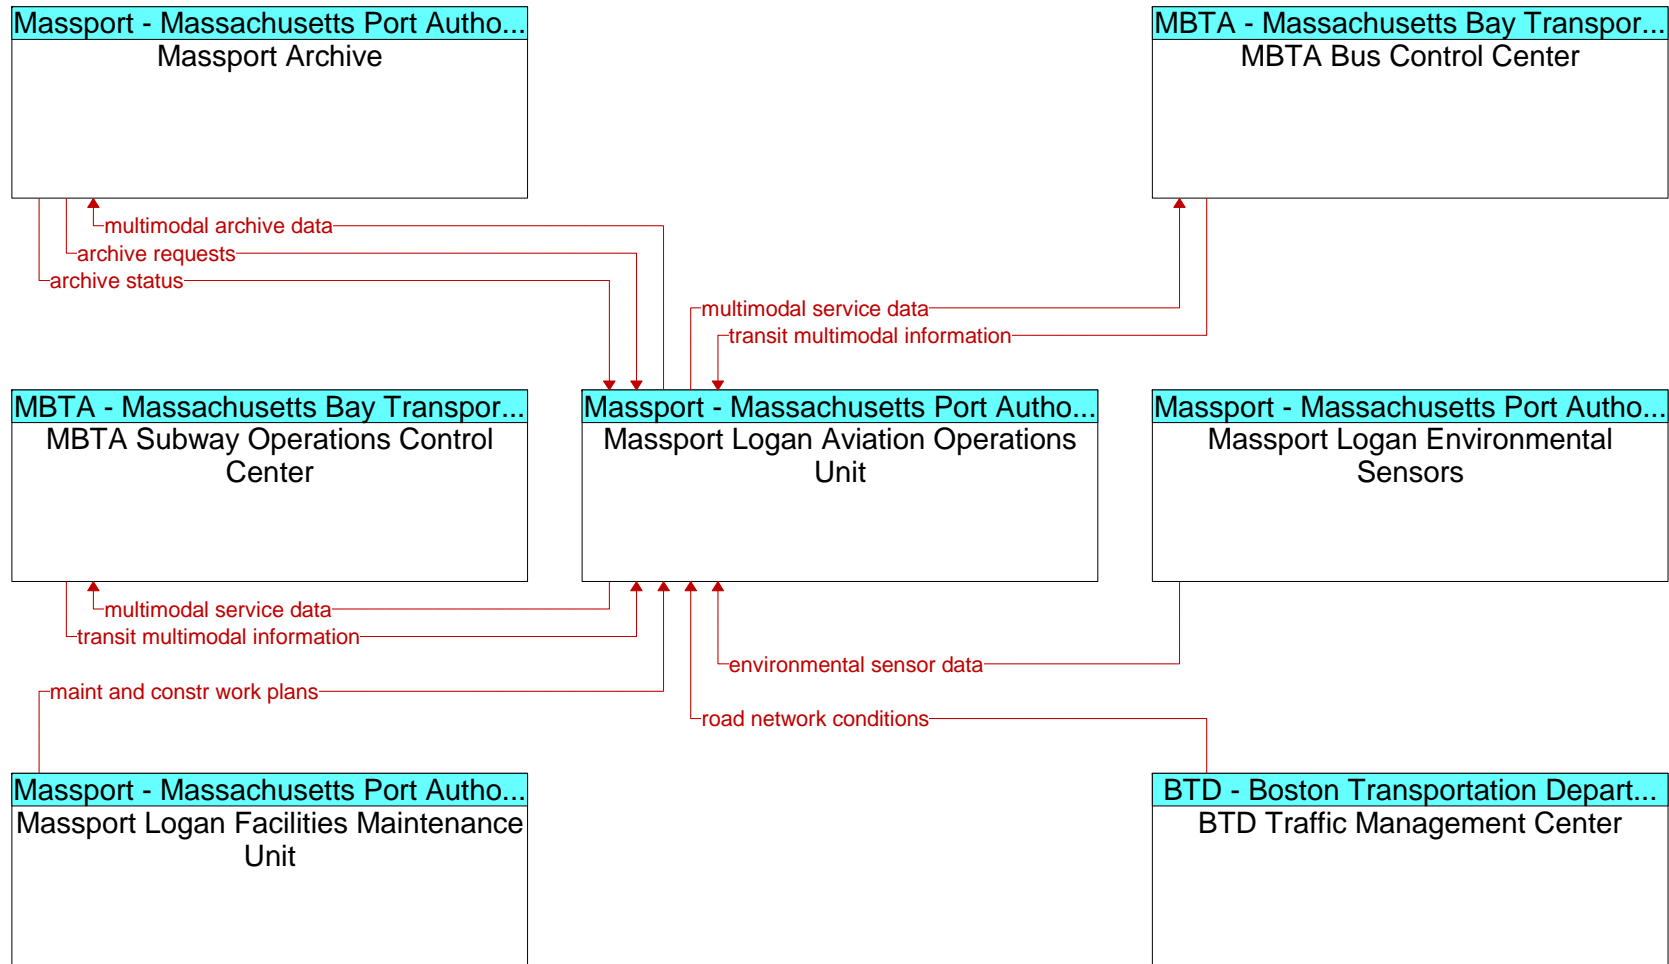 Massport - Massachusetts Port Autho...
Massport Archive
MBTA - Massachusetts Bay Transpor...
MBTA Bus Control Center
multimodal archive data
archive requests
archive status
multimodal service data
transit multimodal information
MBTA - Massachusetts Bay Transpor...
MBTA Subway Operations Control
Center
Massport - Massachusetts Port Autho...
Massport Logan Aviation Operations
Unit
Massport - Massachusetts Port Autho...
Massport Logan Environmental
Sensors
multimodal service data
transit multimodal information
environmental sensor data
maint and constr work plans
road network conditions
Massport - Massachusetts Port Autho...
Massport Logan Facilities Maintenance
Unit
BTD - Boston Transportation Depart...
BTD Traffic Management Center